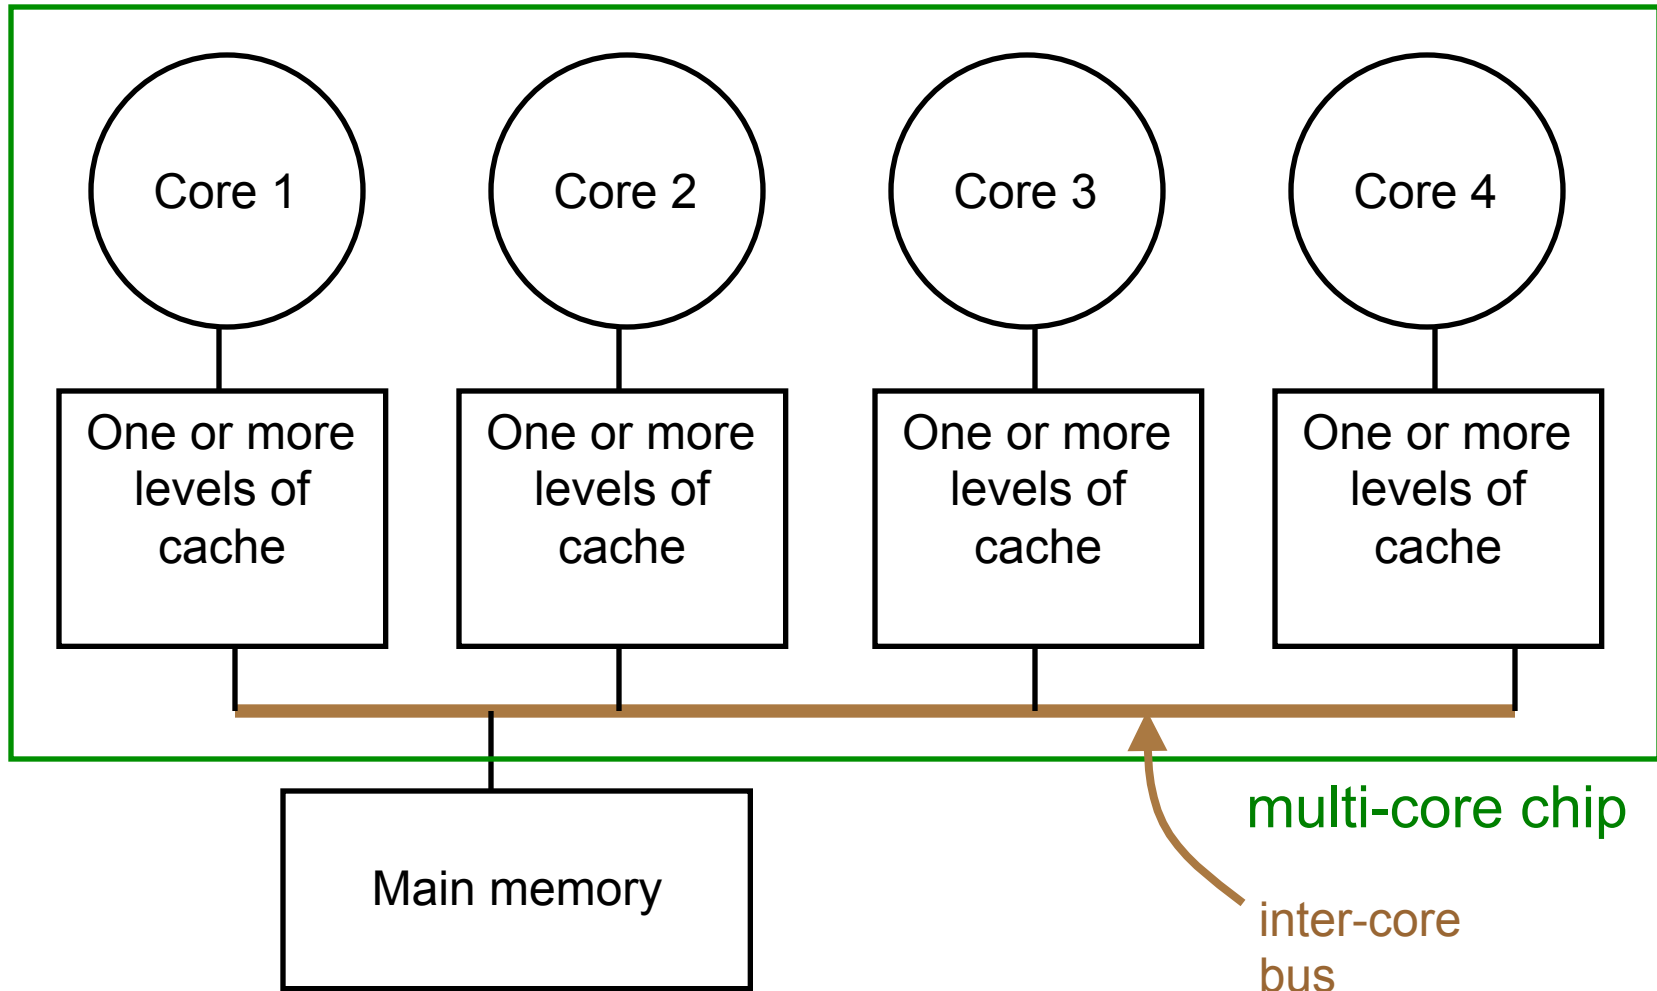 Core 1
Core 2
Core 3
Core 4
One or more
levels of
cache
One or more
levels of
cache
One or more
levels of
cache
One or more
levels of
cache
multi-core chip
Main memory
inter-core
bus